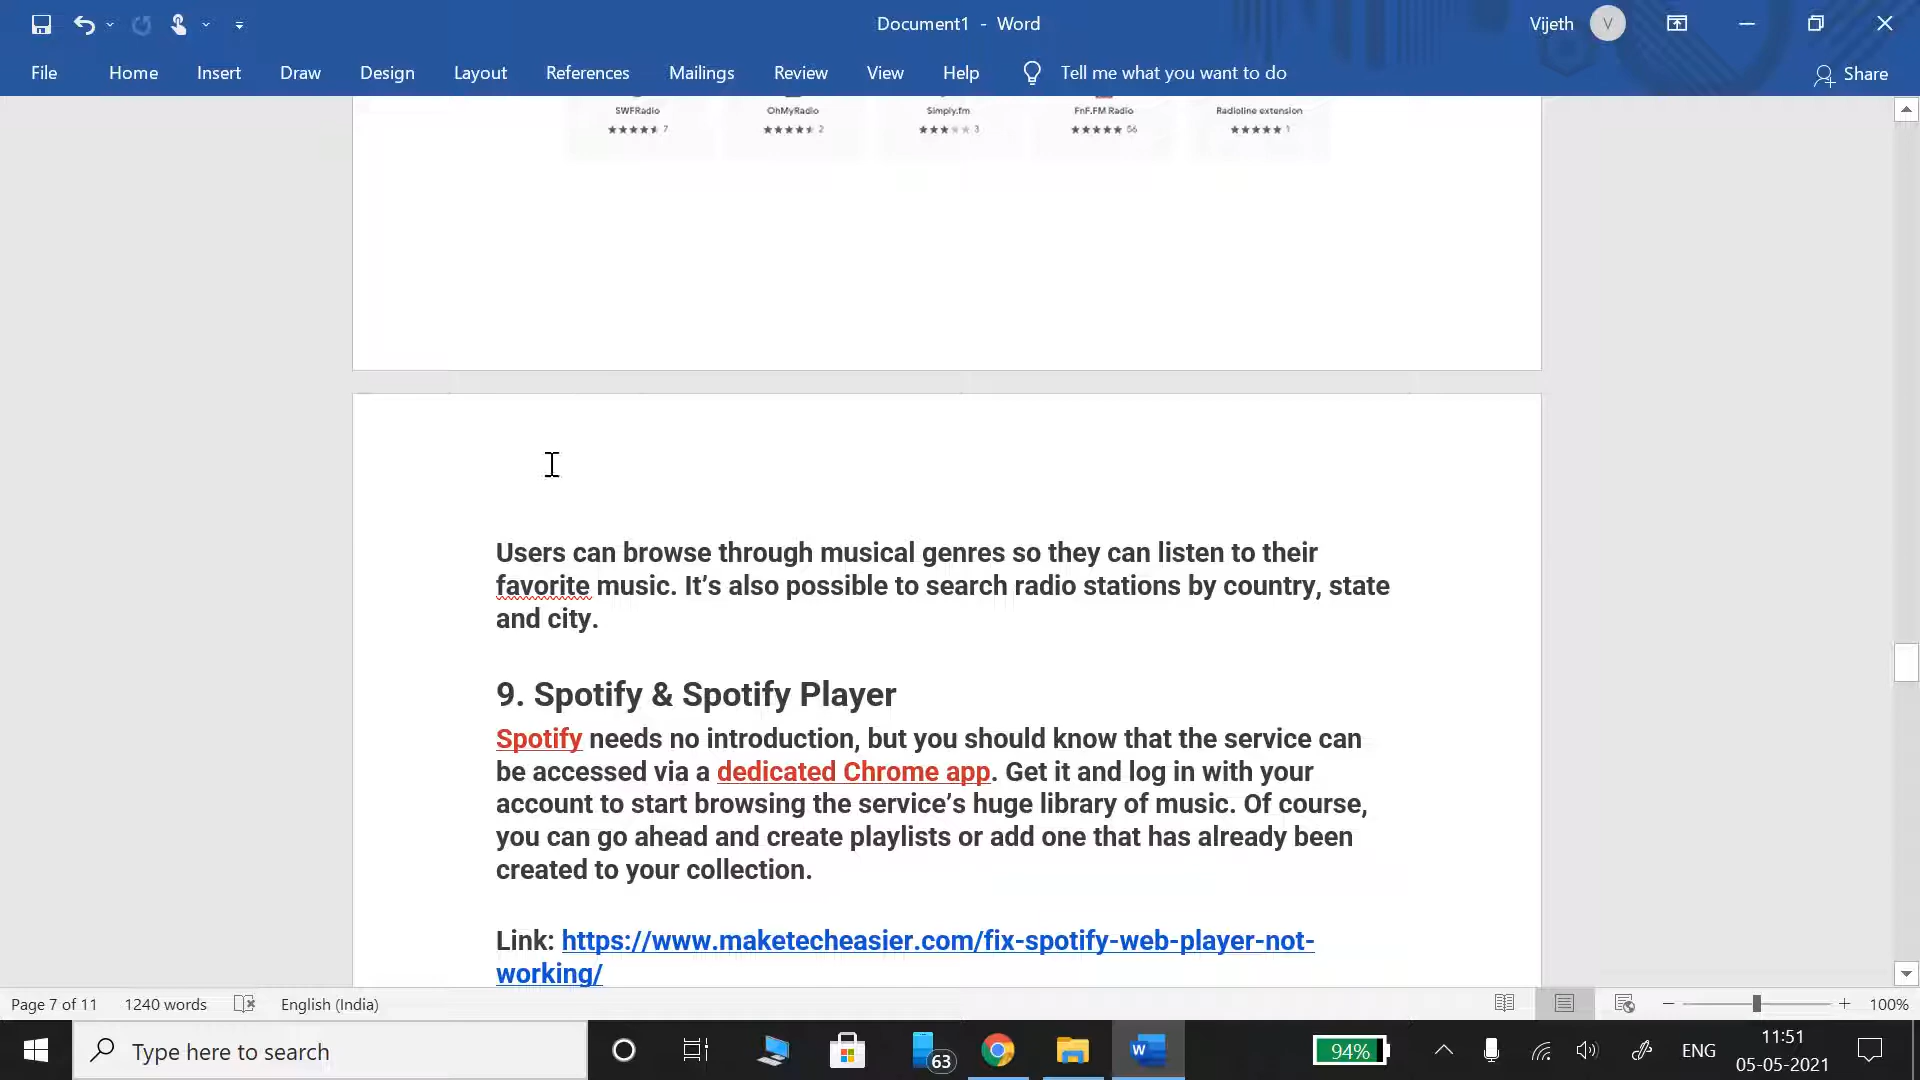 Document1 - Word
Vijeth
V
File Home Insert Draw Design Layout References Mailings Review View Help Tell me what you want to do Share
SWFRadio OhMyRadio Simply.fm FnF.FM Radio Radioline extension
★★★★★ 7 ★★★★★ 2 ★★★★★ 3 ★★★★★ 56 ★★★★★ 1
Users can browse through musical genres so they can listen to their
favorite music. It’s also possible to search radio stations by country, state
and city.
9. Spotify & Spotify Player
Spotify needs no introduction, but you should know that the service can
be accessed via a dedicated Chrome app. Get it and log in with your
account to start browsing the service’s huge library of music. Of course,
you can go ahead and create playlists or add one that has already been
created to your collection.
Link: https://www.maketecheasier.com/fix-spotify-web-player-not-
working/
Page 7 of 11 1240 words English (India) 100%
Type here to search 63 W 94% ENG 11:51
05-05-2021